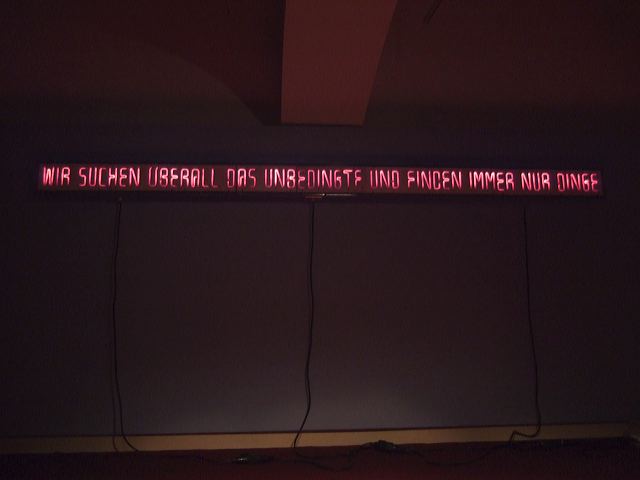 WIR SUCHEN ÜBERALL DAS UNBEDINGTE UND FINDEN IMMER NUR DINGE